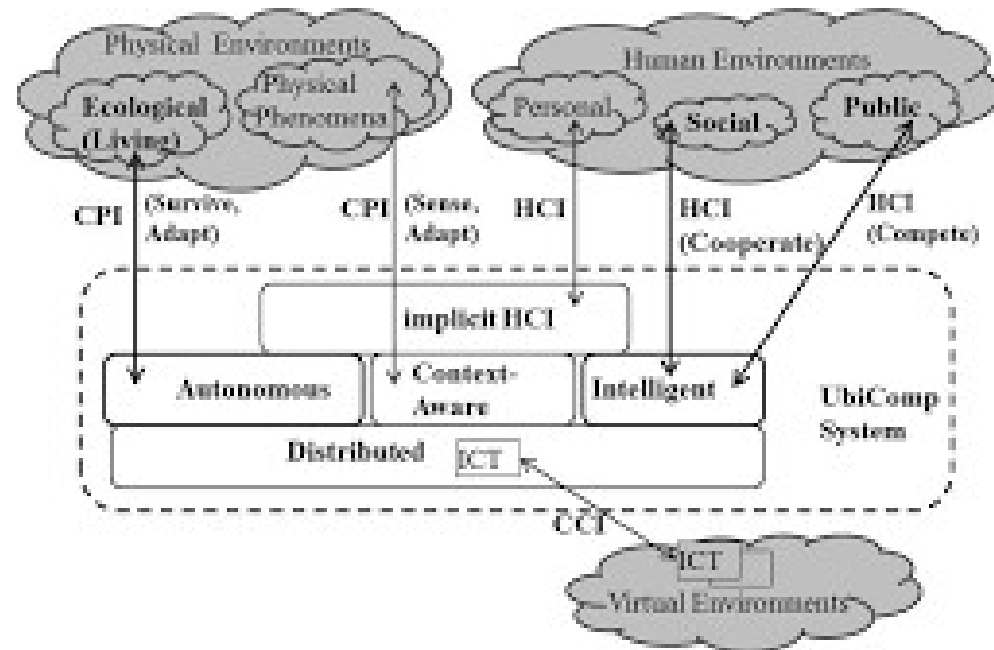 Physical Environments
Ecological
(Living)
Physical
Phenomena
Human Environments
Personal
Social
Public
CPI
(Survive,
Adapt)
CPI
(Sense,
Adapt)
HCI
HCI
(Cooperate)
HCI
(Compete)
implicit HCI
Autonomous
Context-
Aware
Intelligent
UbiComp
System
Distributed
ICT
CCI
ICT
Virtual Environments